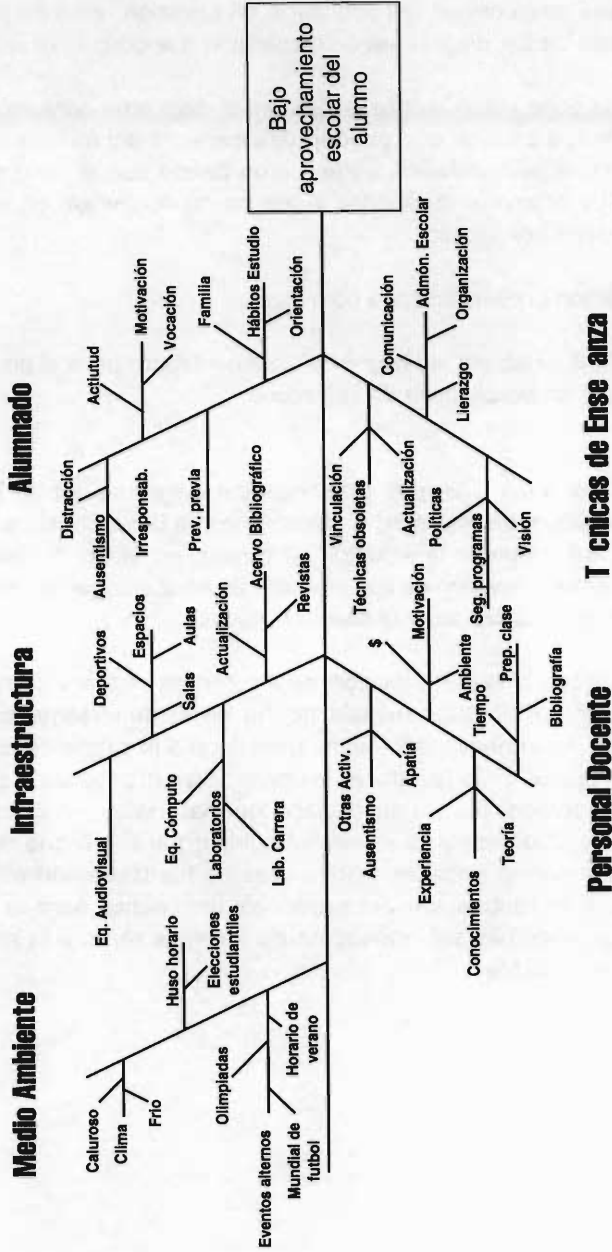 Medio Ambiente
Infraestructura
Alumnado
Caluroso
Clima
Frio
Huso horario
Elecciones
estudiantiles
Olimpiadas
Eventos alternos
Mundial de
futbol
Horario de
verano
Eq. Audiovisual
Deportivos
Espacios
Salas
Aulas
Eq. Cómputo
Laboratorios
Lab. Carrera
Actualización
Acervo Bibliográfico
Revistas
Distracción
Ausentismo
Irresponsab.
Actiutud
Motivación
Vocación
Prev. previa
Familia
Hábitos Estudio
Orientación
Bajo
aprovechamiento
escolar del
alumno
Otras Activ.
Ausentismo
Apatía
Experiencia
Conocimientos
Teoría
$
Motivación
Ambiente
Tiempo
Prep. clase
Bibliografía
Vinculación
Técnicas obsoletas
Actualización
Políticas
Seg. programas
Visión
Comunicación
Admón. Escolar
Lierazgo
Organización
Personal Docente
T cnicas de Ense anza